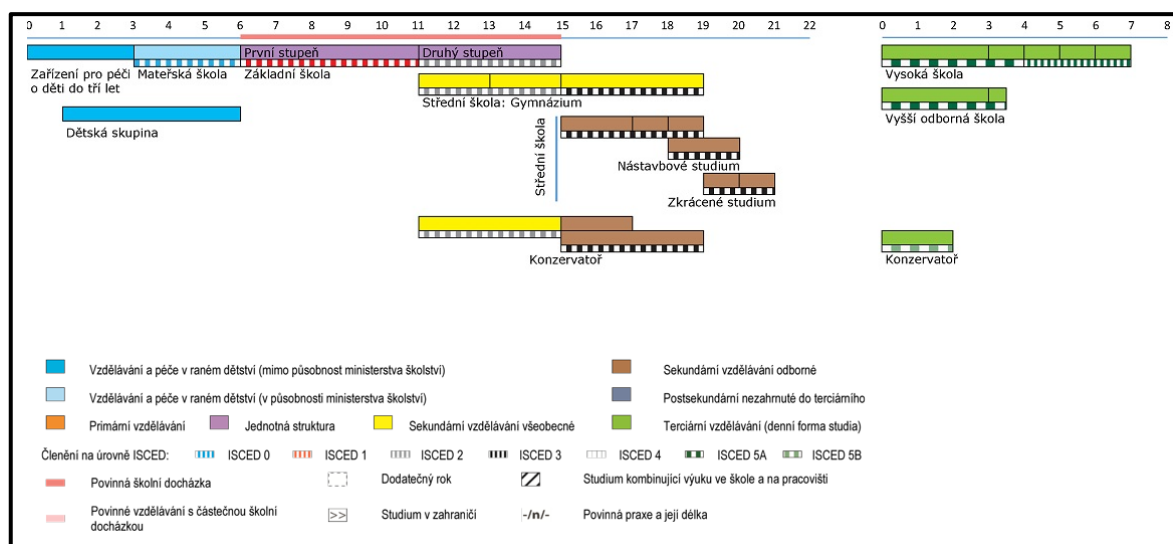 0 1 2 3 4 5 6 7 8 9 10 11 12 13 14 15 16 17 18 19 20 21 22 0 1 2 3 4 5 6 7 8
První stupeň Druhý stupeň
Zařízení pro péči
o děti do tří let
Mateřská škola
Základní škola
Vysoká škola
Střední škola: Gymnázium
Vyšší odborná škola
Dětská skupina
Střední škola
Nástavbové studium
Zkrácené studium
Konzervatoř
Konzervatoř
Vzdělávání a péče v raném dětství (mimo působnost ministerstva školství)
Sekundární vzdělávání odborné
Vzdělávání a péče v raném dětství (v působnosti ministerstva školství)
Postsekundární nezahrnuté do terciárního
Primární vzdělávání
Jednotná struktura
Sekundární vzdělávání všeobecné
Terciární vzdělávání (denní forma studia)
Členění na úrovně ISCED: ISCED 0 ISCED 1 ISCED 2 ISCED 3 ISCED 4 ISCED 5A ISCED 5B
Povinná školní docházka
Dodatečný rok
Studium kombinující výuku ve škole a na pracovišti
Povinné vzdělávání s částečnou školní
docházkou
>> Studium v zahraničí
-/n/- Povinná praxe a její délka